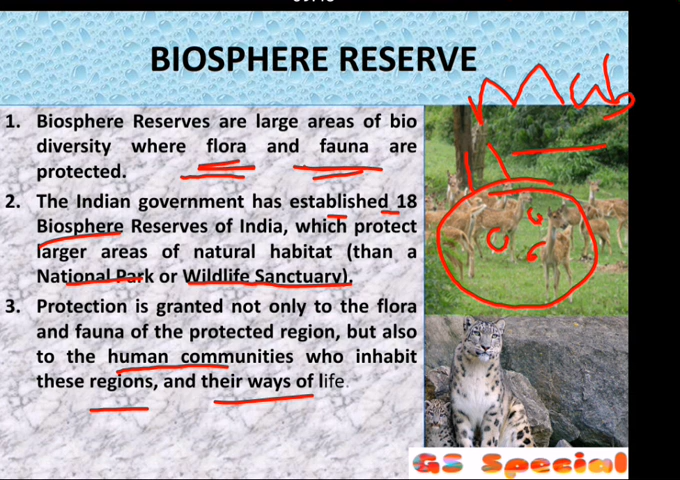 BIOSPHERE RESERVE
Mab
1. Biosphere Reserves are large areas of bio
diversity where flora and fauna are
protected.
2. The Indian government has established 18
Biosphere Reserves of India, which protect
larger areas of natural habitat (than a
National Park or Wildlife Sanctuary).
3. Protection is granted not only to the flora
and fauna of the protected region, but also
to the human communities who inhabit
these regions, and their ways of life.
GS Special